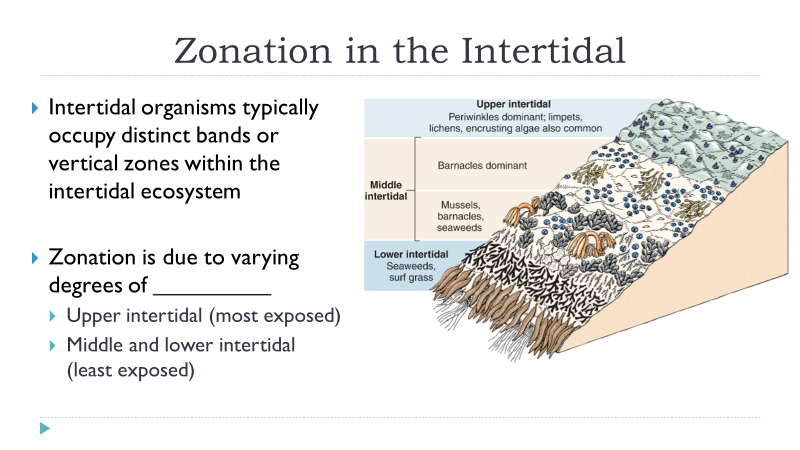 Zonation in the Intertidal
Intertidal organisms typically
occupy distinct bands or
vertical zones within the
intertidal ecosystem
Zonation is due to varying
degrees of __________
Upper intertidal (most exposed)
Middle and lower intertidal
(least exposed)
Upper intertidal
Periwinkles dominant; limpets,
lichens, encrusting algae also common
Middle
intertidal
Barnacles dominant
Mussels,
barnacles,
seaweeds
Lower intertidal
Seaweeds,
surf grass